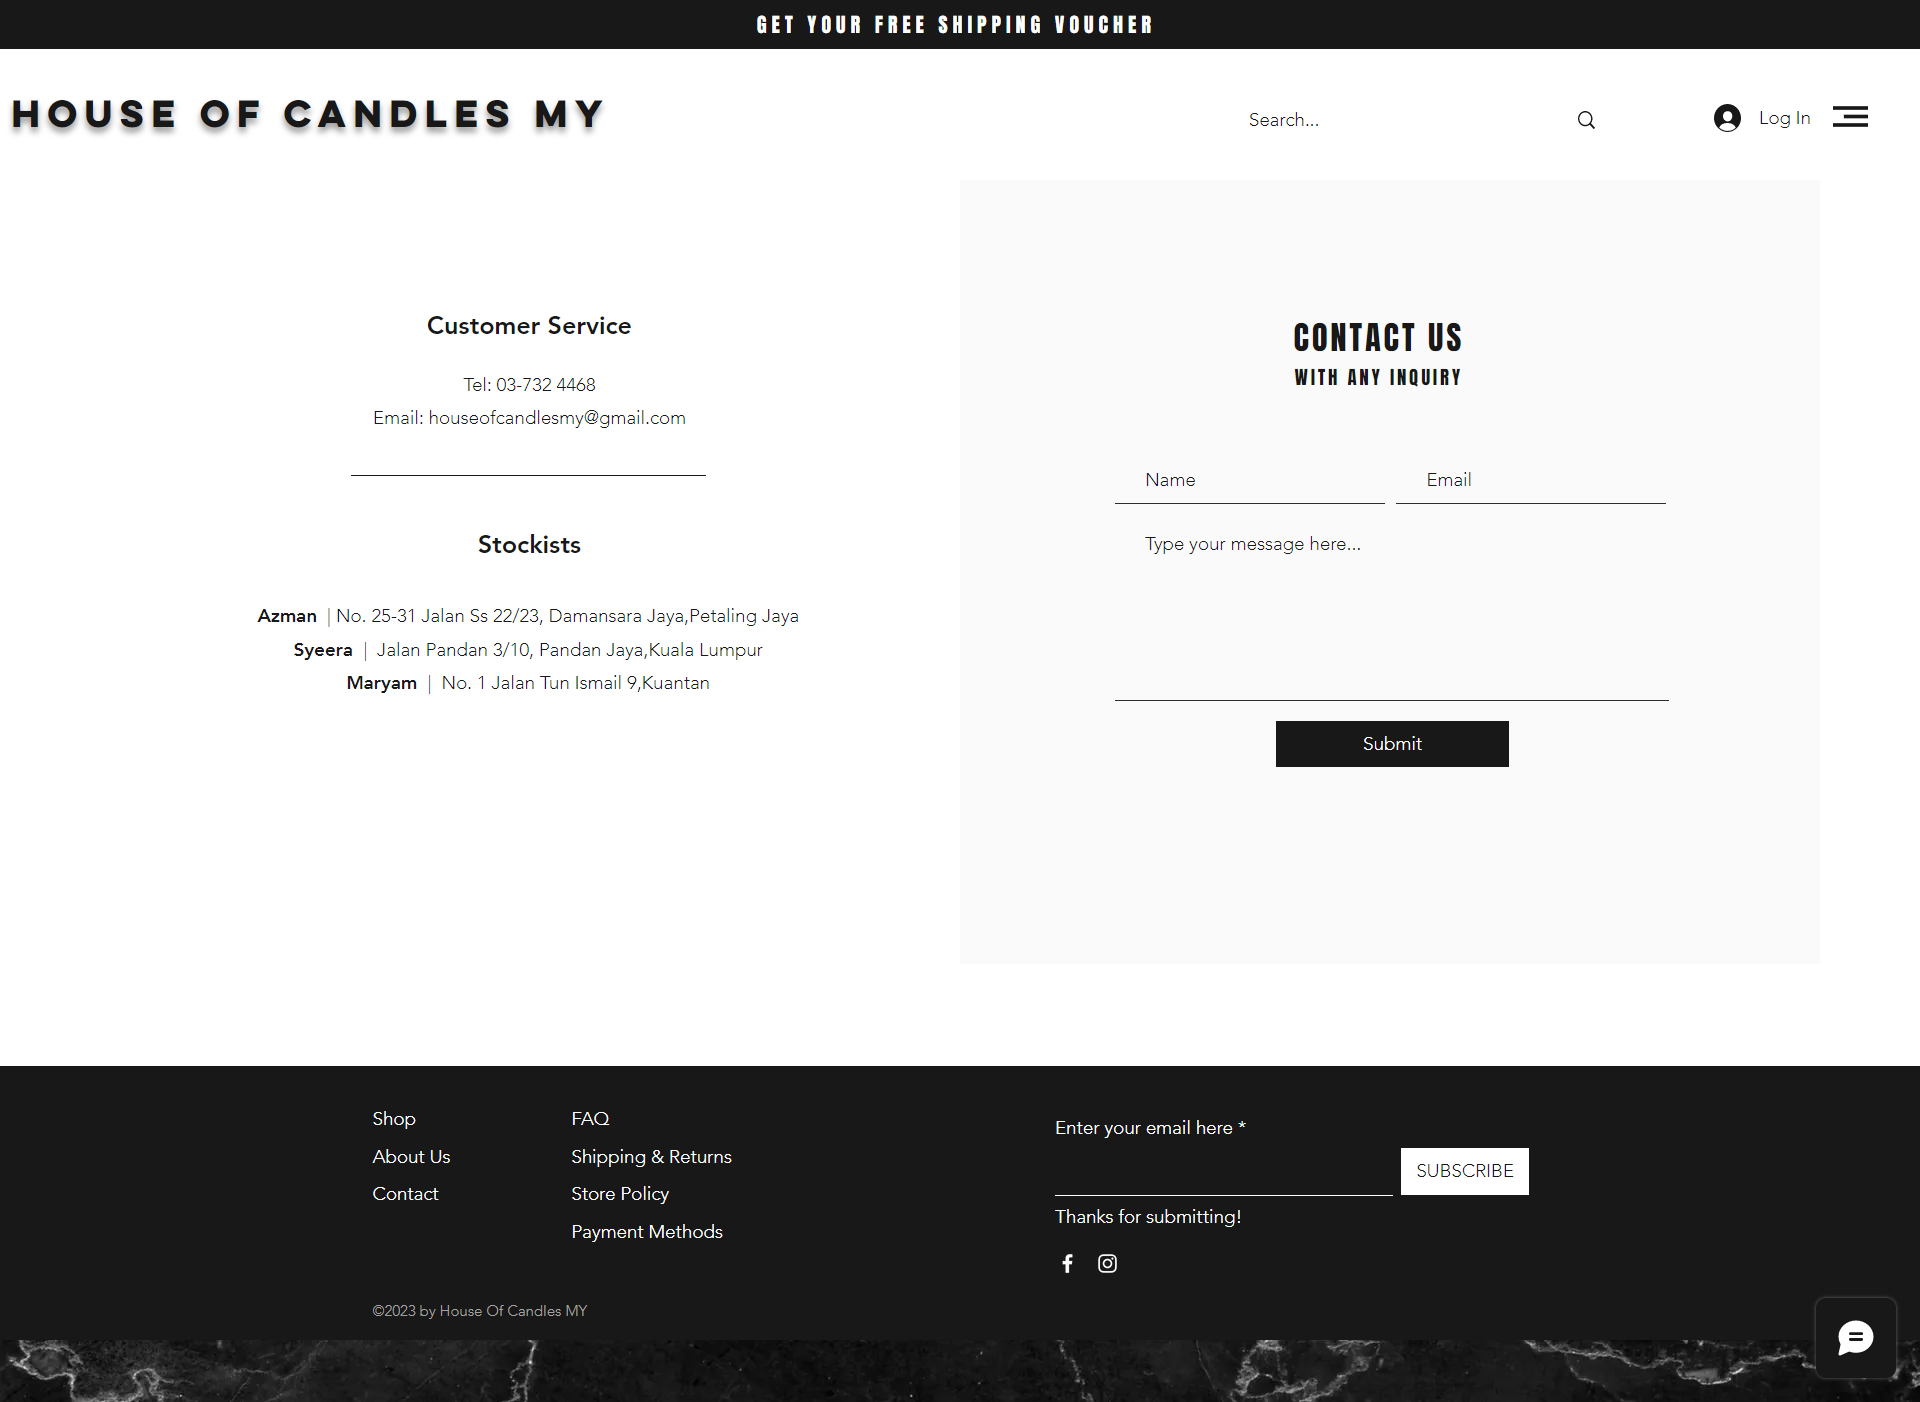 GET YOUR FREE SHIPPING VOUCHER
HOUSE OF CANDLES MY
Search...
Log In
Customer Service
Tel: 03-732 4468
Email: houseofcandlesmy@gmail.com
Stockists
Azman | No. 25-31 Jalan Ss 22/23, Damansara Jaya,Petaling Jaya
Syeera | Jalan Pandan 3/10, Pandan Jaya,Kuala Lumpur
Maryam | No. 1 Jalan Tun Ismail 9,Kuantan
CONTACT US
WITH ANY INQUIRY
Name
Email
Type your message here...
Submit
Shop
About Us
Contact
FAQ
Shipping & Returns
Store Policy
Payment Methods
Enter your email here *
SUBSCRIBE
Thanks for submitting!
©2023 by House Of Candles MY